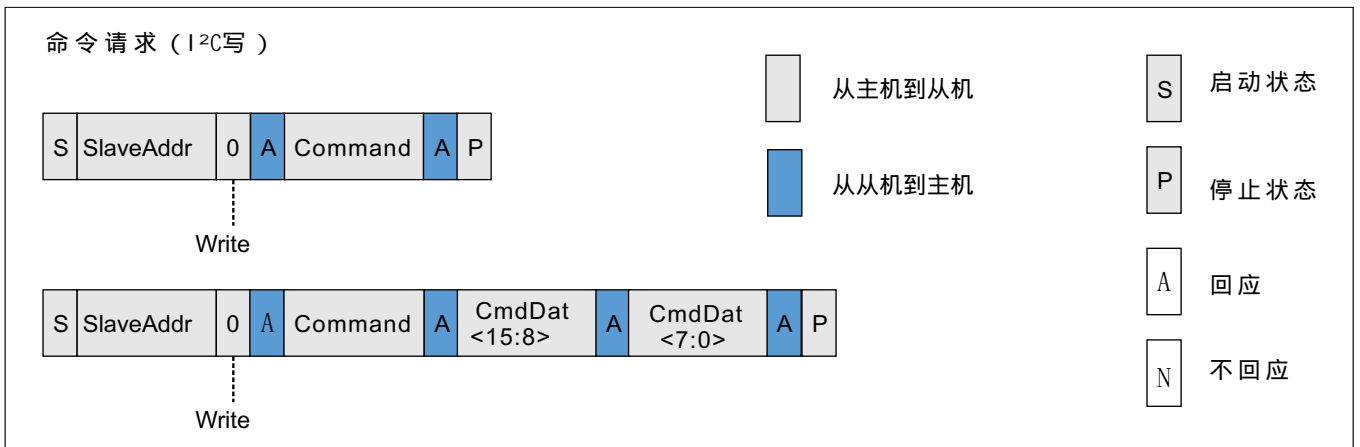 命令请求 (I²C写)
从主机到从机
S 启动状态
S SlaveAddr 0 A Command A P
从从机到主机
P 停止状态
Write
A 回应
S SlaveAddr 0 A Command A CmdDat <15:8> A CmdDat <7:0> A P
N 不回应
Write